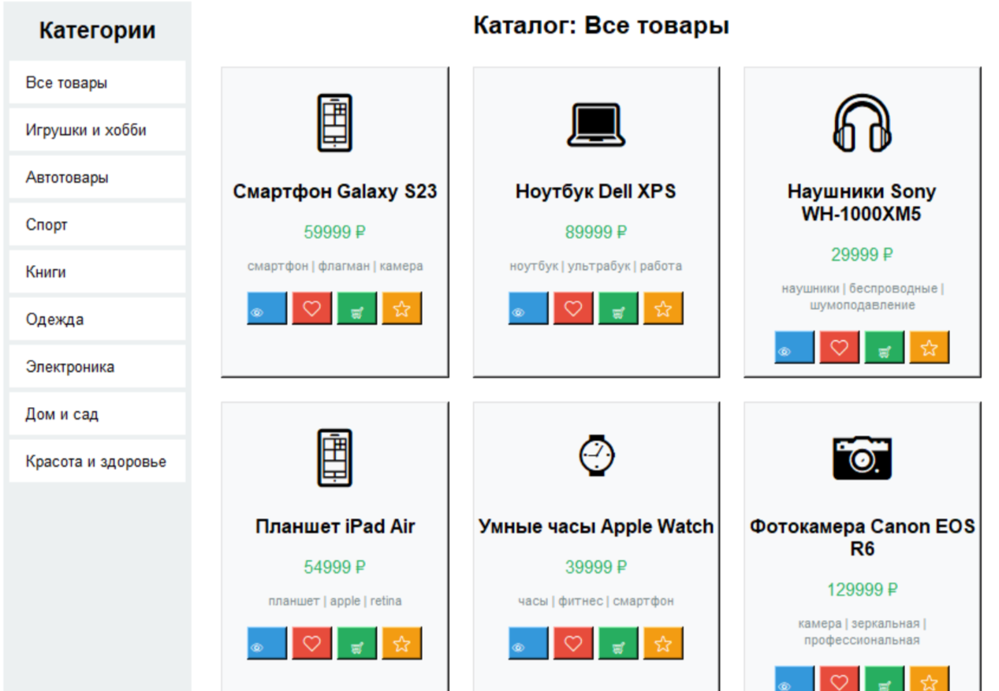 Категории
Все товары
Игрушки и хобби
Автотовары
Спорт
Книги
Одежда
Электроника
Дом и сад
Красота и здоровье
Каталог: Все товары
Смартфон Galaxy S23
59999 ₽
смартфон | флагман | камера
Ноутбук Dell XPS
89999 ₽
ноутбук | ультрабук | работа
Наушники Sony
WH-1000XM5
29999 ₽
наушники | беспроводные |
шумоподавление
Планшет iPad Air
54999 ₽
планшет | apple | retina
Умные часы Apple Watch
39999 ₽
часы | фитнес | смартфон
Фотокамера Canon EOS
R6
129999 ₽
камера | зеркальная |
профессиональная